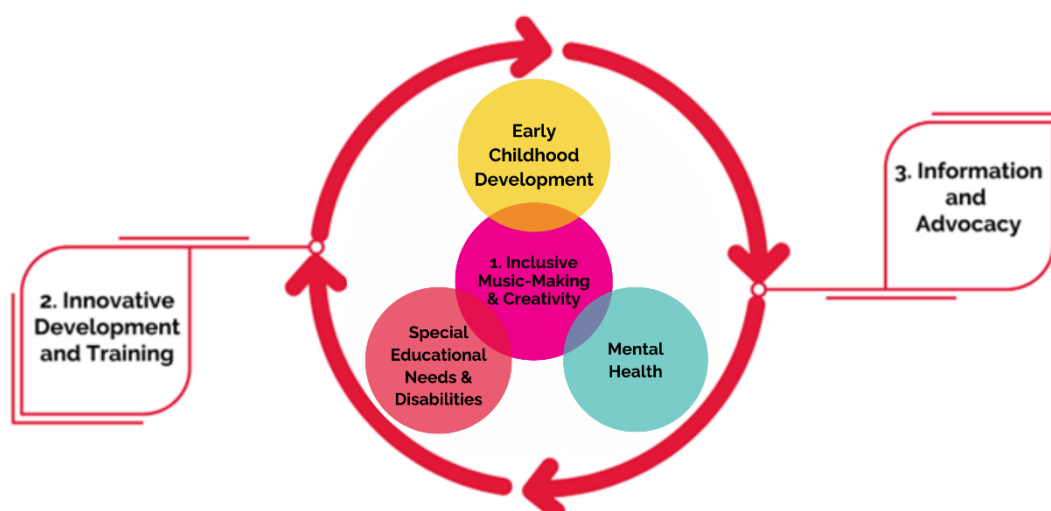 Early
Childhood
Development
1. Inclusive
Music-Making
& Creativity
Special
Educational
Needs &
Disabilities
Mental
Health
2. Innovative
Development
and Training
3. Information
and
Advocacy